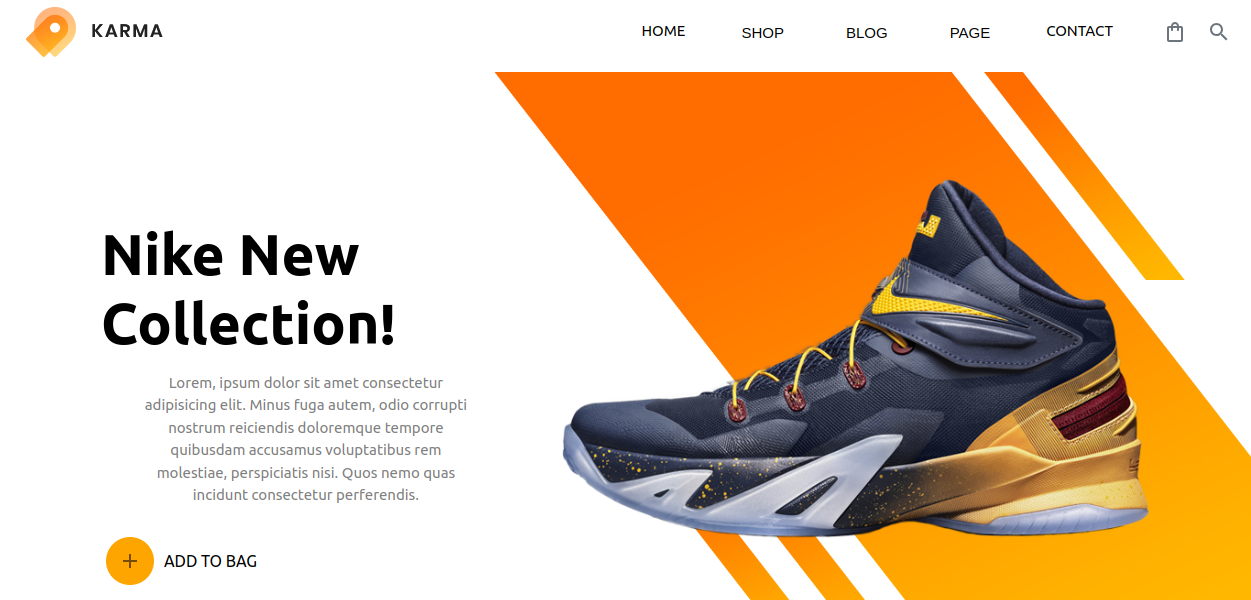 KARMA
HOME SHOP BLOG PAGE CONTACT
Nike New
Collection!
Lorem, ipsum dolor sit amet consectetur
adipisicing elit. Minus fuga autem, odio corrupti
nostrum reiciendis doloremque tempore
quibusdam accusamus voluptatibus rem
molestiae, perspiciatis nisi. Quos nemo quas
incidunt consectetur perferendis.
ADD TO BAG